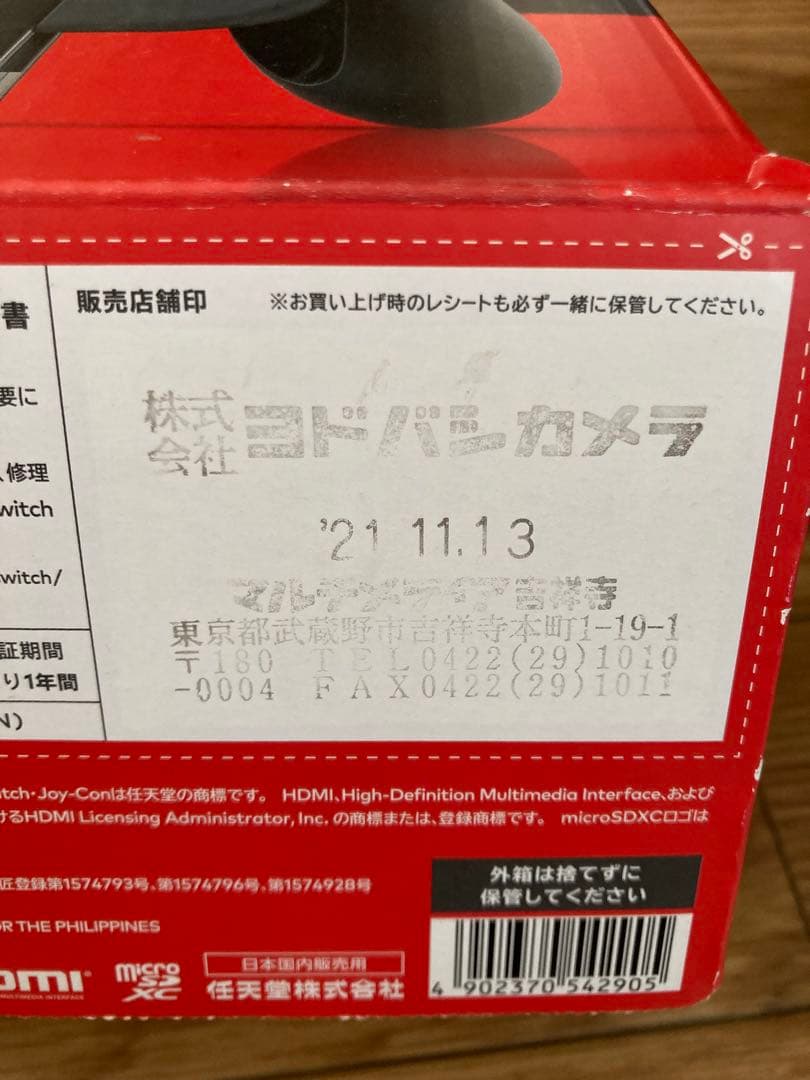 書
販売店舗印
※お買い上げ時のレシートも必ず一緒に保管してください。
要に
、修理
witch
switch/
証期間
り1年間
N)
株式会社ヨドバシカメラ
'21 11.13
マルチメディア吉祥寺
東京都武蔵野市吉祥寺本町1-19-1
〒180 TEL0422(29)1010
-0004 FAX0422(29)1011
itch・Joy-Conは任天堂の商標です。 HDMI、High-Definition Multimedia Interface、および
けるHDMI Licensing Administrator, Inc. の商標または、登録商標です。 microSDXCロゴは
匠登録第1574793号、第1574796号、第1574928号
OR THE PHILIPPINES
外箱は捨てずに
保管してください
omi
MULTIMEDIA INTERFACE
micro
SD
XC
日本国内販売用
任天堂株式会社
4 902370 542905